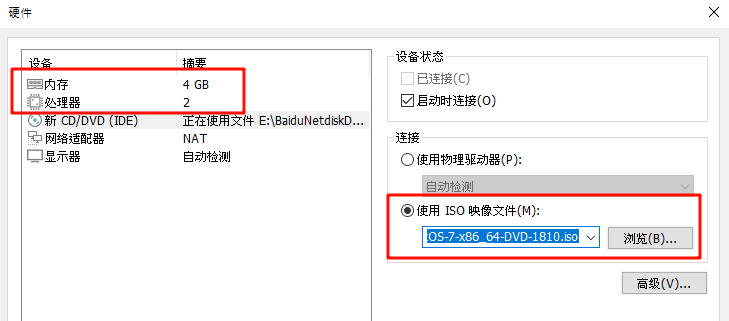 硬件
设备 摘要
内存 4 GB
处理器 2
新 CD/DVD (IDE) 正在使用文件 E:\BaiduNetdiskD...
网络适配器 NAT
显示器 自动检测
设备状态
已连接(C)
启动时连接(O)
连接
使用物理驱动器(P):
自动检测
使用 ISO 映像文件(M):
OS-7-x86_64-DVD-1810.iso
浏览(B)...
高级(V)...